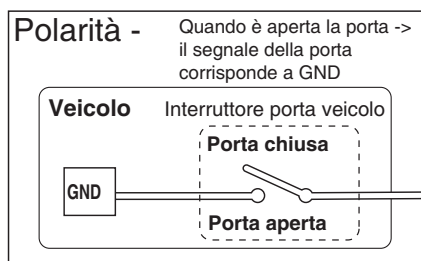 Polarità -
Quando è aperta la porta ->
il segnale della porta
corrisponde a GND
Veicolo
Interruttore porta veicolo
Porta chiusa
GND
Porta aperta